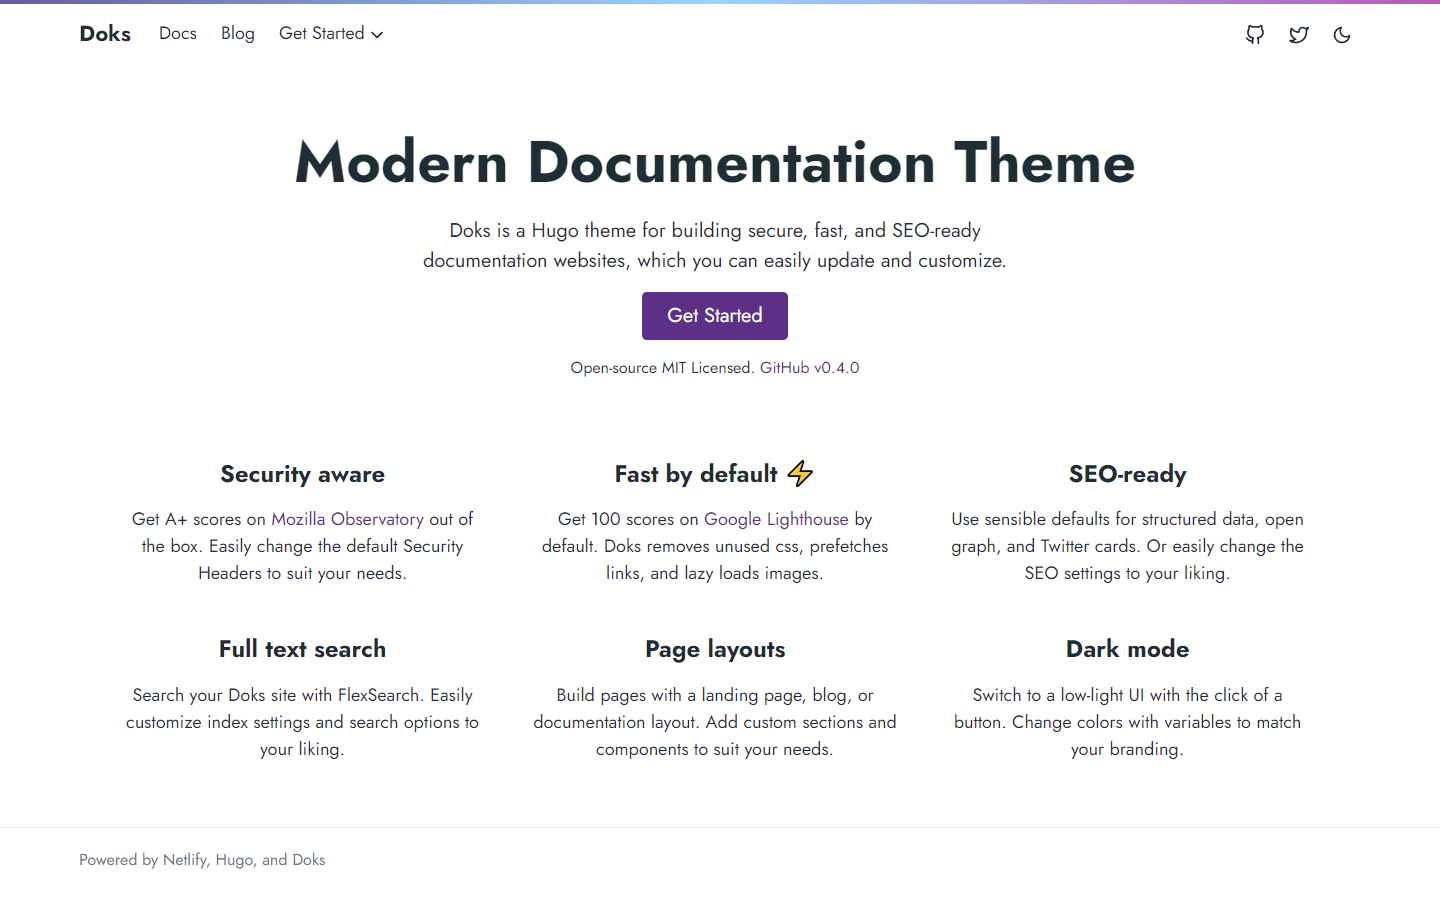 Doks
Docs
Blog
Get Started
Modern Documentation Theme
Doks is a Hugo theme for building secure, fast, and SEO-ready
documentation websites, which you can easily update and customize.
Get Started
Open-source MIT Licensed. GitHub v0.4.0
Security aware
Get A+ scores on Mozilla Observatory out of
the box. Easily change the default Security
Headers to suit your needs.
Fast by default ⚡
Get 100 scores on Google Lighthouse by
default. Doks removes unused css, prefetches
links, and lazy loads images.
SEO-ready
Use sensible defaults for structured data, open
graph, and Twitter cards. Or easily change the
SEO settings to your liking.
Full text search
Search your Doks site with FlexSearch. Easily
customize index settings and search options to
your liking.
Page layouts
Build pages with a landing page, blog, or
documentation layout. Add custom sections and
components to suit your needs.
Dark mode
Switch to a low-light UI with the click of a
button. Change colors with variables to match
your branding.
Powered by Netlify, Hugo, and Doks